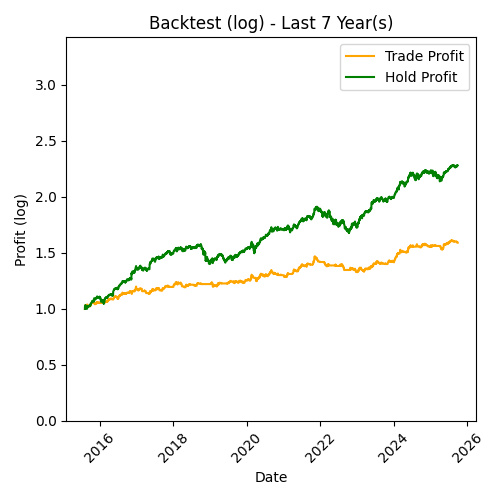 Backtest (log) - Last 7 Year(s)
Trade Profit
Hold Profit
Profit (log)
3.0
2.5
2.0
1.5
1.0
0.5
0.0
2016
2018
2020
2022
2024
2026
Date